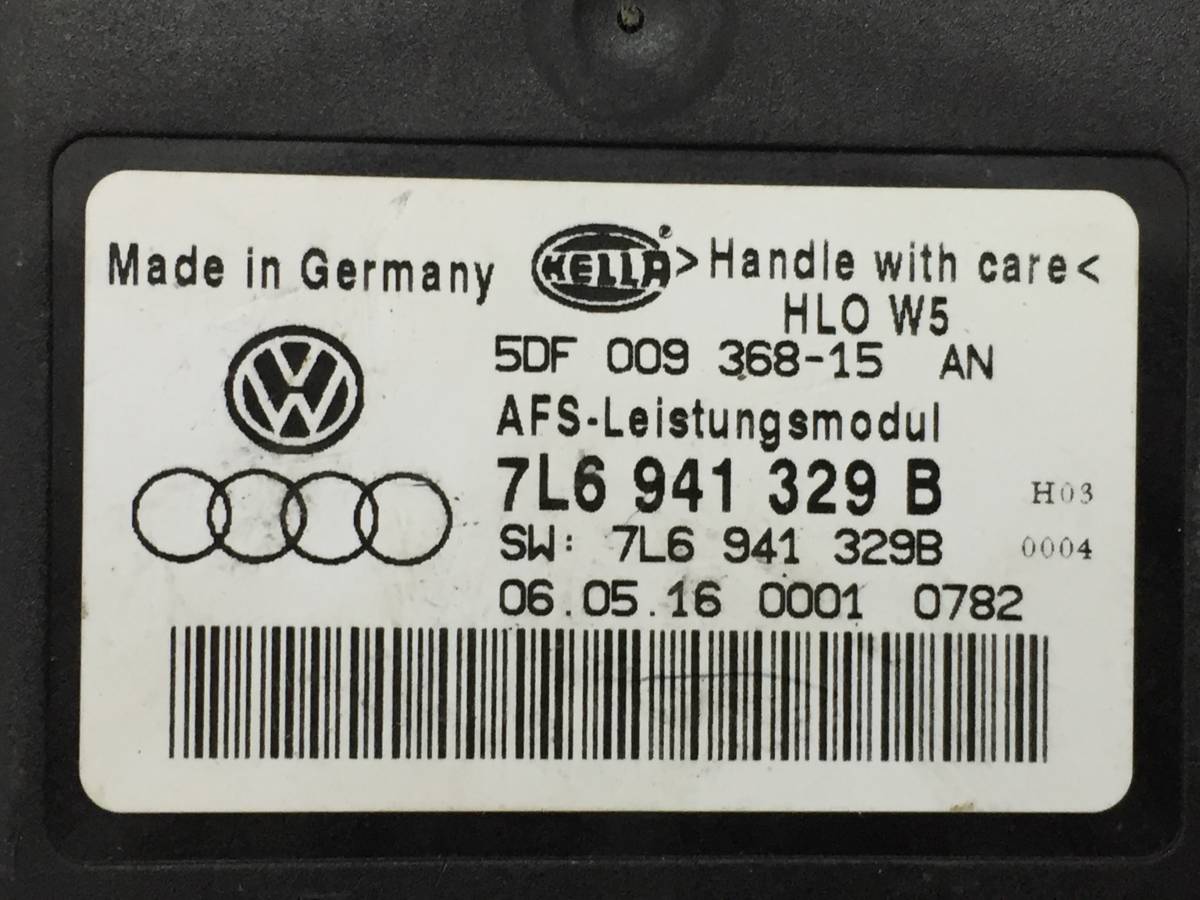 Made in Germany HELLA® >Handle with care<
HLO W5
5DF 009 368-15 AN
AFS-Leistungsmodul
7L6 941 329 B H03
SW: 7L6 941 329B 0004
06.05.16 0001 0782